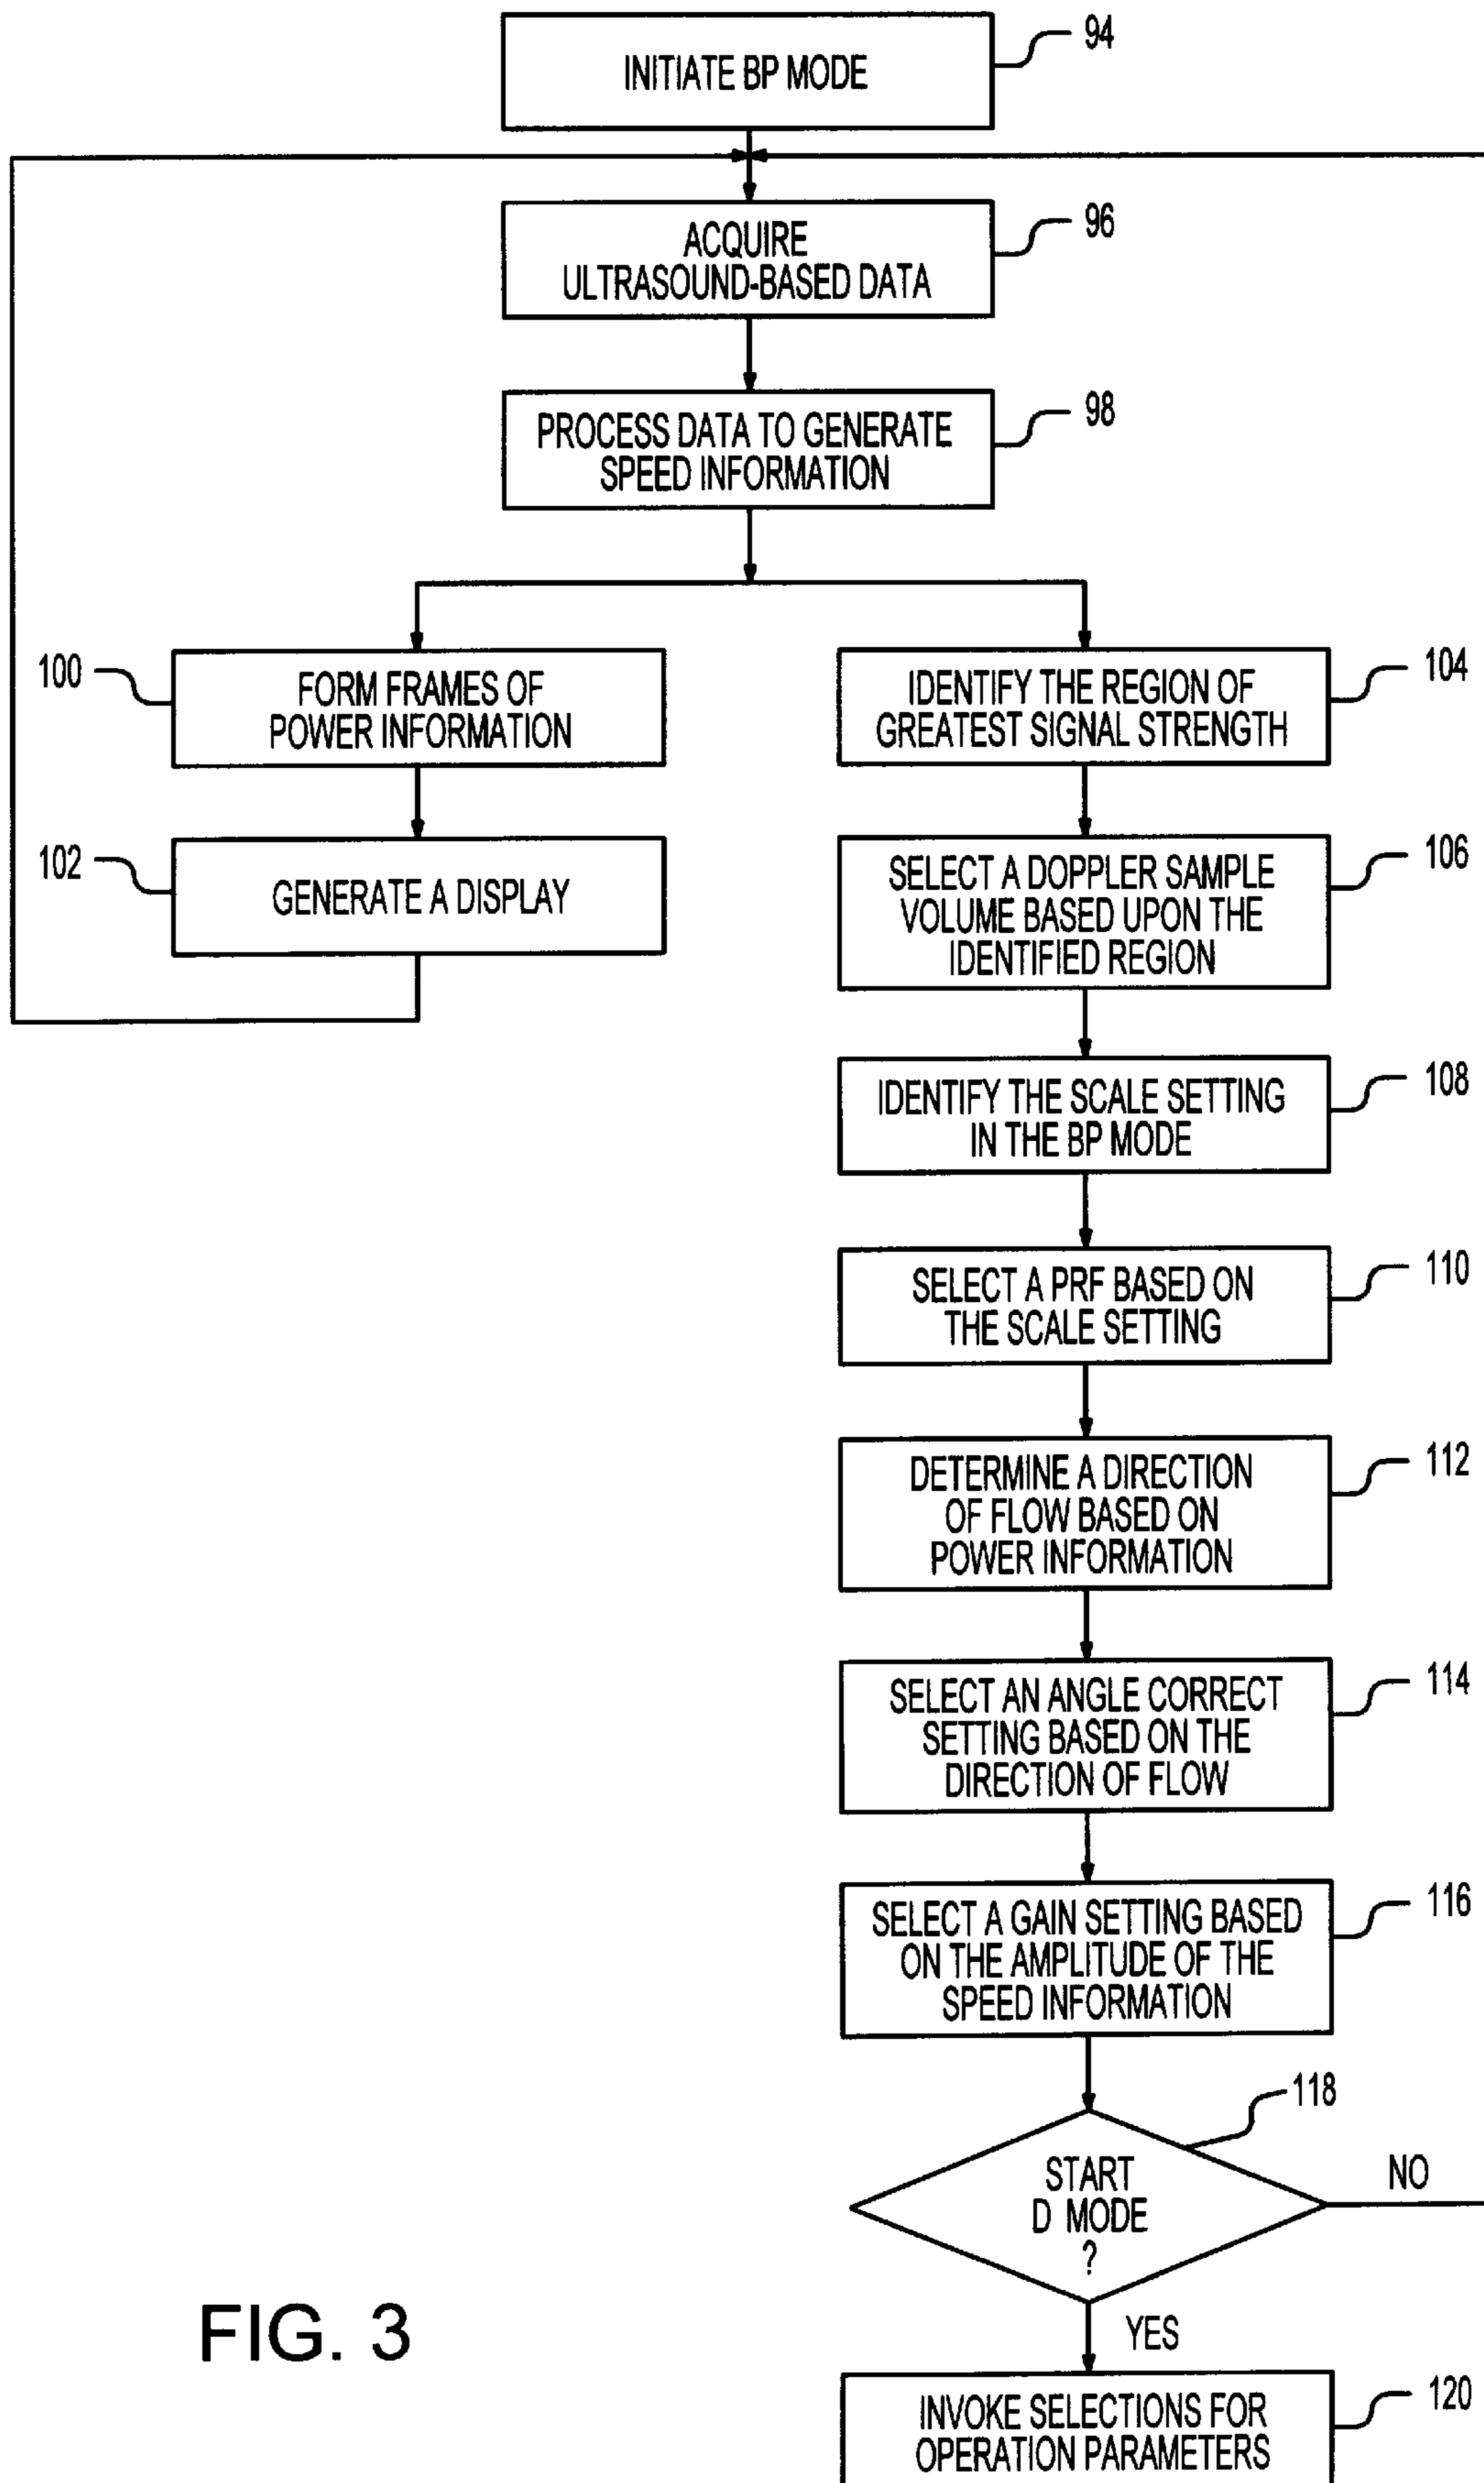 INITIATE BP MODE
94
ACQUIRE
ULTRASOUND-BASED DATA
96
PROCESS DATA TO GENERATE
SPEED INFORMATION
98
100
FORM FRAMES OF
POWER INFORMATION
102
GENERATE A DISPLAY
IDENTIFY THE REGION OF
GREATEST SIGNAL STRENGTH
104
SELECT A DOPPLER SAMPLE
VOLUME BASED UPON THE
IDENTIFIED REGION
106
IDENTIFY THE SCALE SETTING
IN THE BP MODE
108
SELECT A PRF BASED ON
THE SCALE SETTING
110
DETERMINE A DIRECTION
OF FLOW BASED ON
POWER INFORMATION
112
SELECT AN ANGLE CORRECT
SETTING BASED ON THE
DIRECTION OF FLOW
114
SELECT A GAIN SETTING BASED
ON THE AMPLITUDE OF THE
SPEED INFORMATION
116
START
D MODE
?
118
NO
YES
INVOKE SELECTIONS FOR
OPERATION PARAMETERS
120
FIG. 3